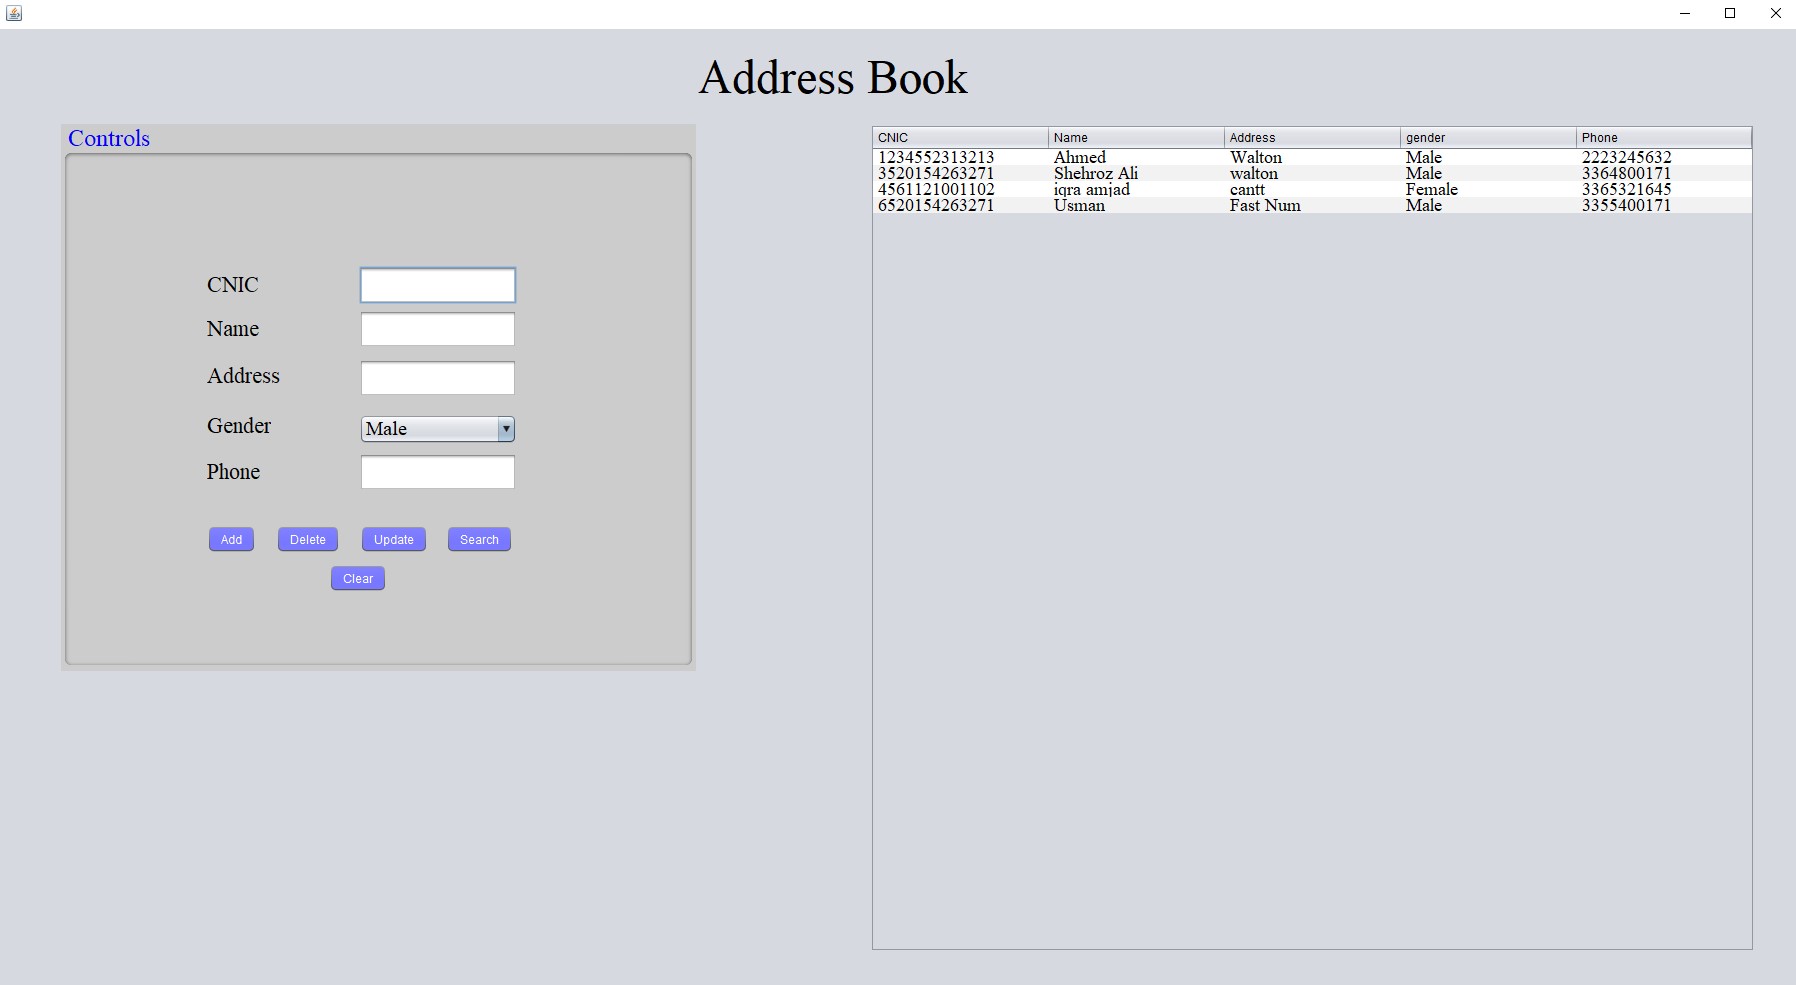 Address Book
Controls
CNIC
Name
Address
Gender
Male
Phone
Add Delete Update Search
Clear
CNIC Name Address gender Phone
1234552313213 Ahmed Walton Male 2223245632
3520154263271 Shehroz Ali walton Male 3364800171
4561121001102 iqra amjad cantt Female 3365321645
6520154263271 Usman Fast Num Male 3355400171